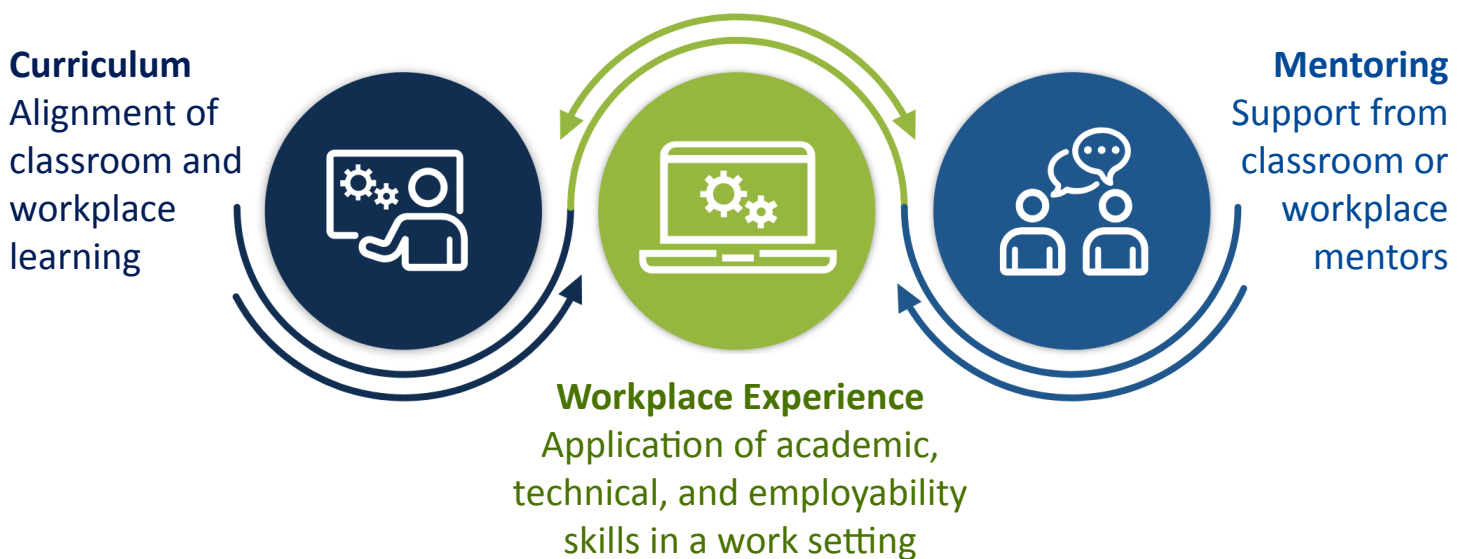 Curriculum
Alignment of
classroom and
workplace
learning
Workplace Experience
Application of academic,
technical, and employability
skills in a work setting
Mentoring
Support from
classroom or
workplace
mentors